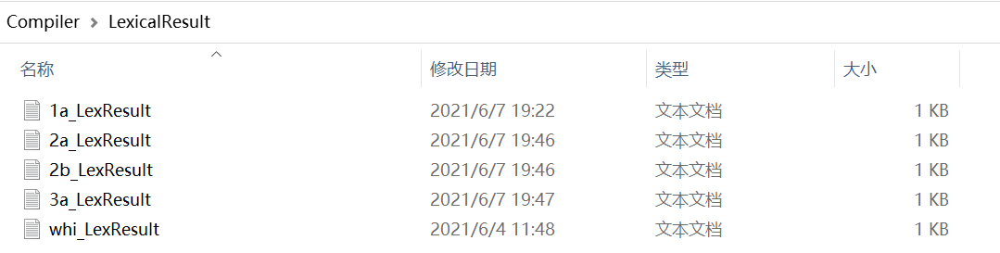 Compiler > LexicalResult
名称 修改日期 类型 大小
1a_LexResult 2021/6/7 19:22 文本文档 1 KB
2a_LexResult 2021/6/7 19:46 文本文档 1 KB
2b_LexResult 2021/6/7 19:46 文本文档 1 KB
3a_LexResult 2021/6/7 19:47 文本文档 1 KB
whi_LexResult 2021/6/4 11:48 文本文档 1 KB